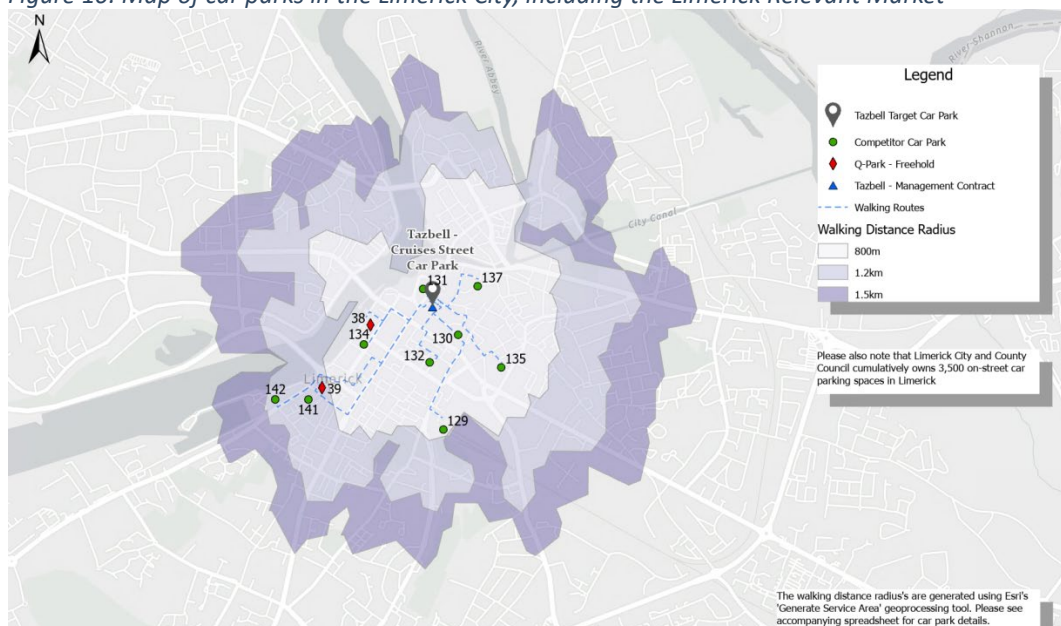 Figure 10: Map of car parks in the Limerick City, including the Limerick Relevant Market
N
River Abbey
River Shannon
City Canal
Tazbell -
Cruises Street
Car Park
131
137
38
134
130
132
135
Limerick
39
142
141
129
Legend
Tazbell Target Car Park
Competitor Car Park
Q-Park - Freehold
Tazbell - Management Contract
Walking Routes
Walking Distance Radius
800m
1.2km
1.5km
Please also note that Limerick City and County
Council cumulatively owns 3,500 on-street car
parking spaces in Limerick
The walking distance radius's are generated using Esri's
'Generate Service Area' geoprocessing tool. Please see
accompanying spreadsheet for car park details.